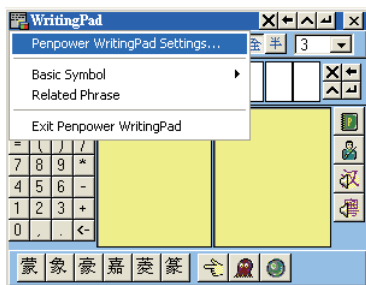 WritingPad
Penpower WritingPad Settings...
全 半 3
Basic Symbol
Related Phrase
Exit Penpower WritingPad
= ( ) /
7 8 9 *
4 5 6 -
1 2 3 +
0 , . <-
蒙 象 豪 嘉 菱 篆